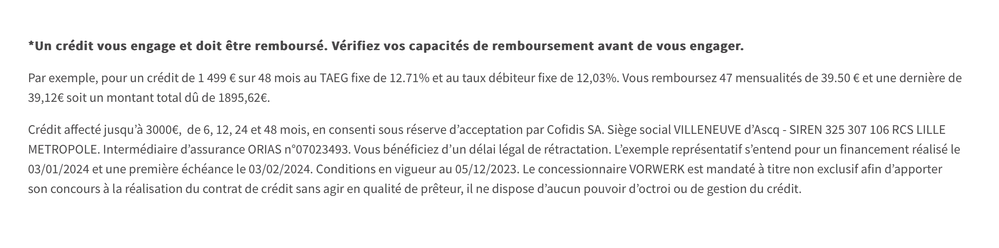 *Un crédit vous engage et doit être remboursé. Vérifiez vos capacités de remboursement avant de vous engager.
Par exemple, pour un crédit de 1 499 € sur 48 mois au TAEG fixe de 12.71% et au taux débiteur fixe de 12,03%. Vous remboursez 47 mensualités de 39.50 € et une dernière de
39,12€ soit un montant total dû de 1895,62€.
Crédit affecté jusqu’à 3000€,  de 6, 12, 24 et 48 mois, en consenti sous réserve d’acceptation par Cofidis SA. Siège social VILLENEUVE d’Ascq - SIREN 325 307 106 RCS LILLE
METROPOLE. Intermédiaire d’assurance ORIAS n°07023493. Vous bénéficiez d’un délai légal de rétractation. L’exemple représentatif s’entend pour un financement réalisé le
03/01/2024 et une première échéance le 03/02/2024. Conditions en vigueur au 05/12/2023. Le concessionnaire VORWERK est mandaté à titre non exclusif afin d’apporter
son concours à la réalisation du contrat de crédit sans agir en qualité de prêteur, il ne dispose d’aucun pouvoir d’octroi ou de gestion du crédit.